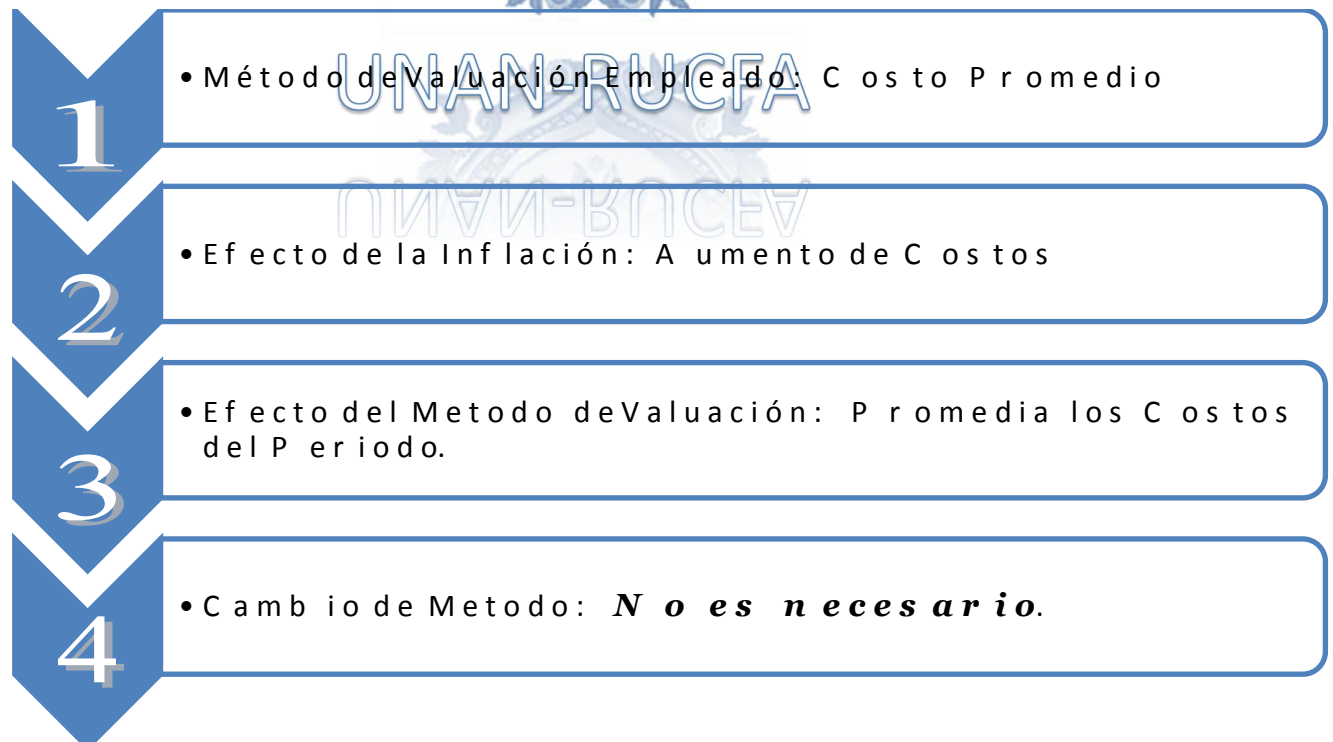 UNAN-RUCFA
1
• Método de Valuación Empleado: Costo Promedio
UNAN-RUCFA
2
• Efecto de la Inflación: Aumento de Costos
3
• Efecto del Metodo de Valuación: Promedia los Costos
del Periodo.
4
• Cambio de Metodo: No es necesario.